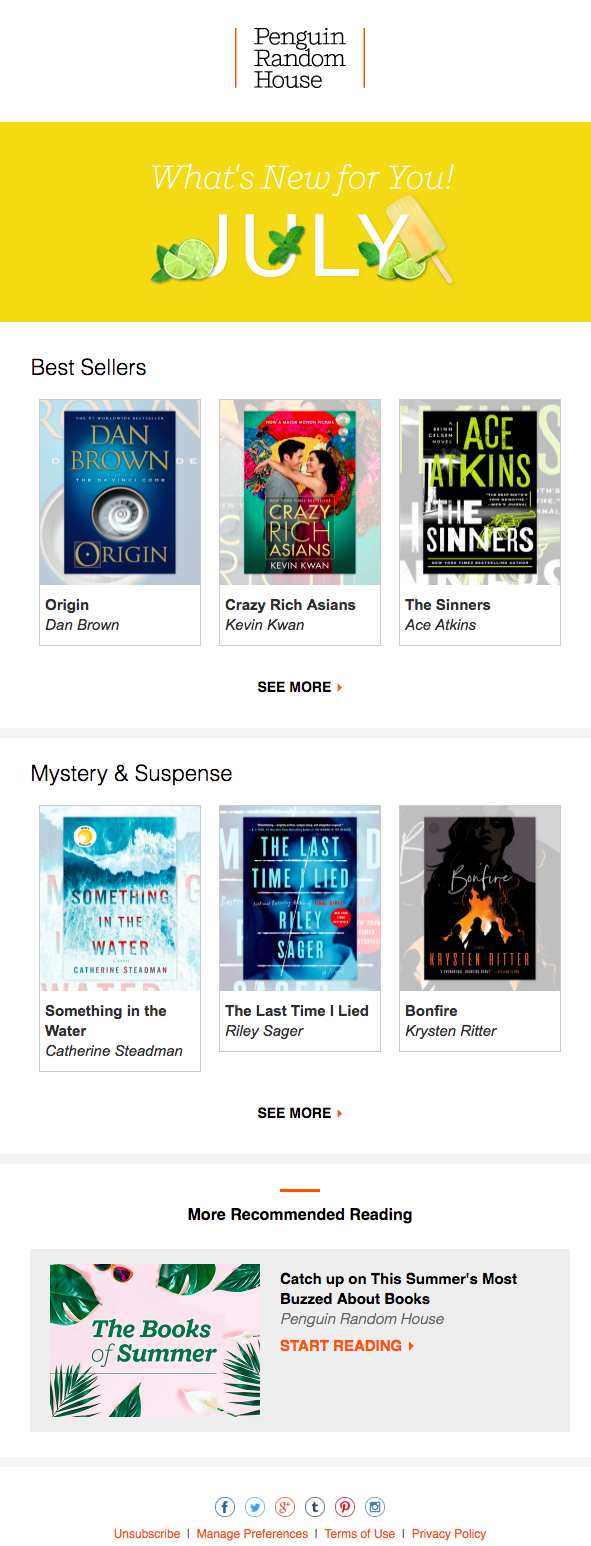 Penguin
Random
House
What's New for You!
JULY
Best Sellers
THE #1 WORLDWIDE BESTSELLER
DAN
BROWN
THE DA VINCI CODE
ORIGIN
NOW A MAJOR MOTION PICTURE
NEW YORK TIMES BESTSELLER
CRAZY
RICH
ASIANS
KEVIN KWAN
A
QUINN
COLSON
NOVEL
ACE
ATKINS
THE
SINNERS
NEW YORK TIMES BESTSELLING AUTHOR
Origin
Dan Brown
Crazy Rich Asians
Kevin Kwan
The Sinners
Ace Atkins
SEE MORE
Mystery & Suspense
SOMETHING
IN THE
WATER
A NOVEL
CATHERINE STEADMAN
THE LAST
TIME I LIED
RILEY
SAGER
A Novel
Bonfire
A NOVEL
KRYSTEN RITTER
Something in the
Water
Catherine Steadman
The Last Time I Lied
Riley Sager
Bonfire
Krysten Ritter
SEE MORE
More Recommended Reading
The Books
of Summer
Catch up on This Summer's Most
Buzzed About Books
Penguin Random House
START READING
Unsubscribe | Manage Preferences | Terms of Use | Privacy Policy